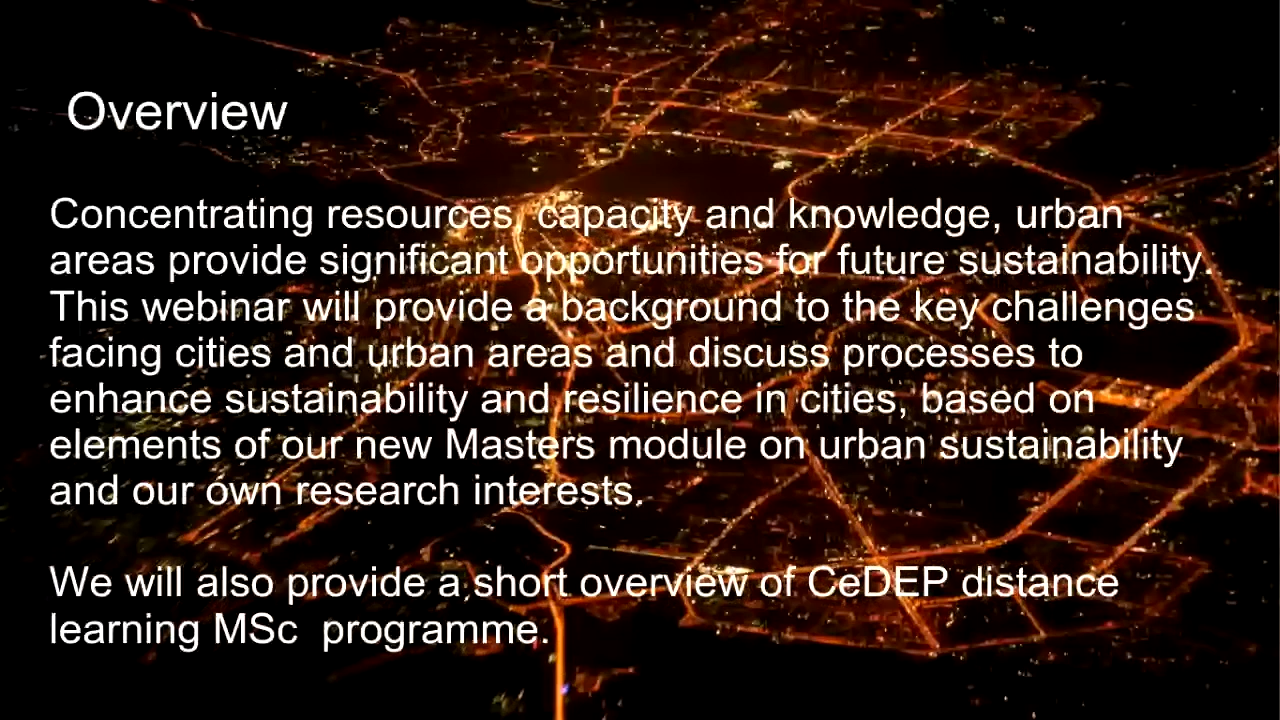 Overview
Concentrating resources, capacity and knowledge, urban
areas provide significant opportunities for future sustainability.
This webinar will provide a background to the key challenges
facing cities and urban areas and discuss processes to
enhance sustainability and resilience in cities, based on
elements of our new Masters module on urban sustainability
and our own research interests.
We will also provide a short overview of CeDEP distance
learning MSc  programme.